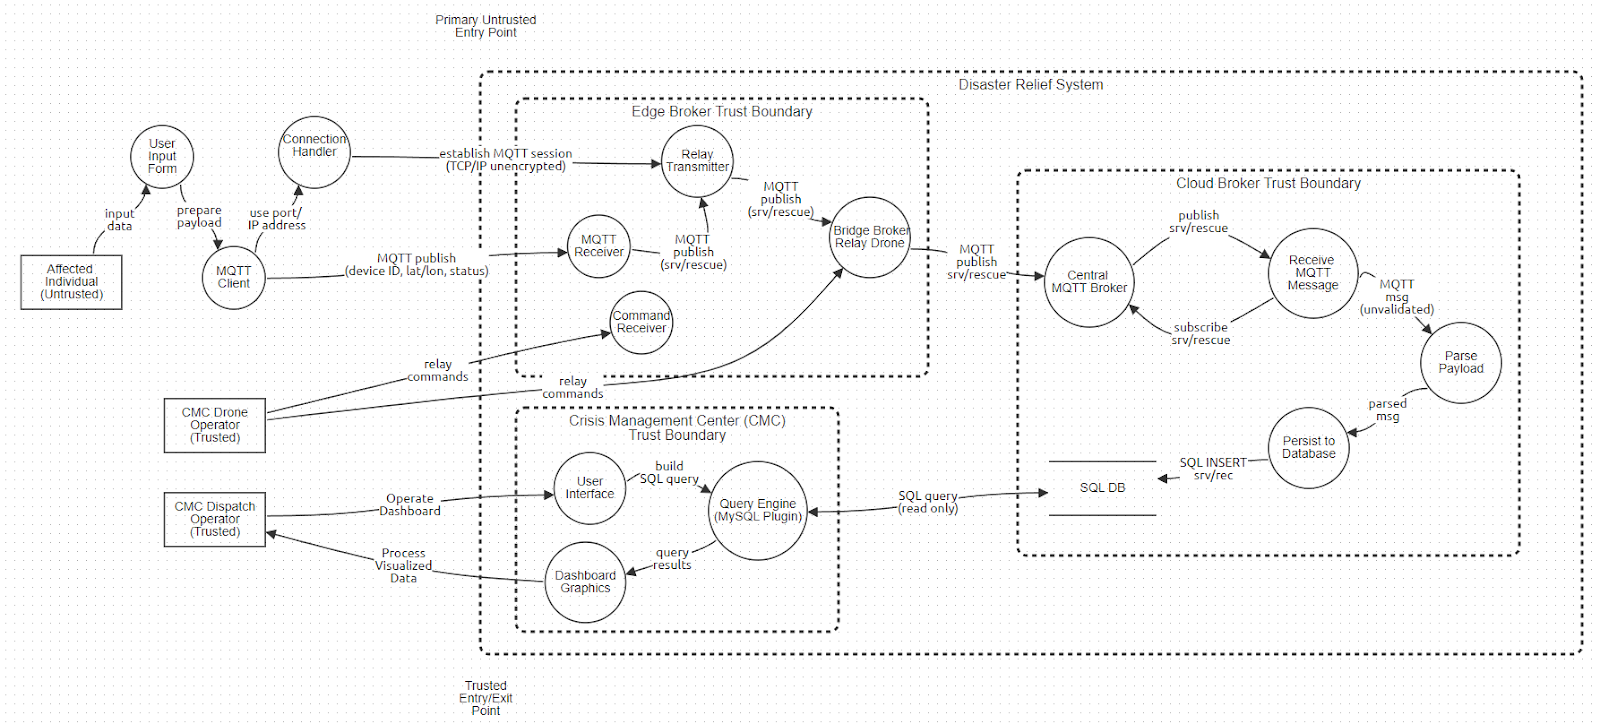 Primary Untrusted
Entry Point
Disaster Relief System
Edge Broker Trust Boundary
Cloud Broker Trust Boundary
User
Input
Form
Connection
Handler
establish MQTT session
(TCP/IP unencrypted)
Relay
Transmitter
MQTT
publish
(srv/rescue)
input
data
prepare
payload
use port/
IP address
Affected
Individual
(Untrusted)
MQTT
Client
MQTT publish
(device ID, lat/lon, status)
MQTT
Receiver
MQTT
publish
(srv/rescue)
Bridge Broker
Relay Drone
MQTT
publish
srv/rescue
Central
MQTT Broker
publish
srv/rescue
Receive
MQTT
Message
subscribe
srv/rescue
MQTT
msg
(unvalidated)
Parse
Payload
parsed
msg
Persist to
Database
SQL INSERT
srv/rec
SQL DB
Command
Receiver
relay
commands
relay
commands
CMC Drone
Operator
(Trusted)
Crisis Management Center (CMC)
Trust Boundary
User
Interface
build
SQL query
Query Engine
(MySQL Plugin)
SQL query
(read only)
CMC Dispatch
Operator
(Trusted)
Operate
Dashboard
Process
Visualized
Data
query
results
Dashboard
Graphics
Trusted
Entry/Exit
Point